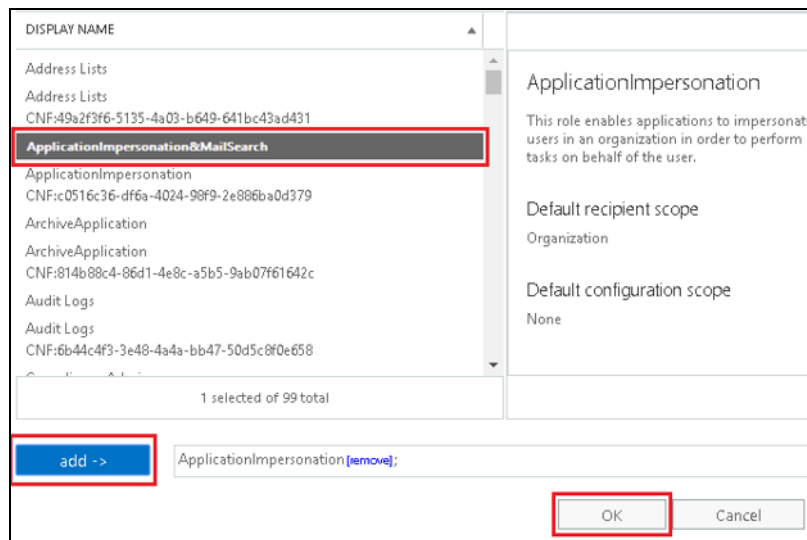 DISPLAY NAME
Address Lists
Address Lists
CNF:49a2f3f6-5135-4a03-b649-641bc43ad431
ApplicationImpersonation&MailSearch
ApplicationImpersonation
CNF:c0516c36-df6a-4024-98f9-2e886ba0d379
ArchiveApplication
ArchiveApplication
CNF:814b88c4-86d1-4e8c-a5b5-9ab07f61642c
Audit Logs
Audit Logs
CNF:6b44c4f3-3e48-4a4a-bb47-50d5c8f0e658
1 selected of 99 total
ApplicationImpersonation
This role enables applications to impersonat
users in an organization in order to perform
tasks on behalf of the user.
Default recipient scope
Organization
Default configuration scope
None
add ->
ApplicationImpersonation [remove];
OK
Cancel